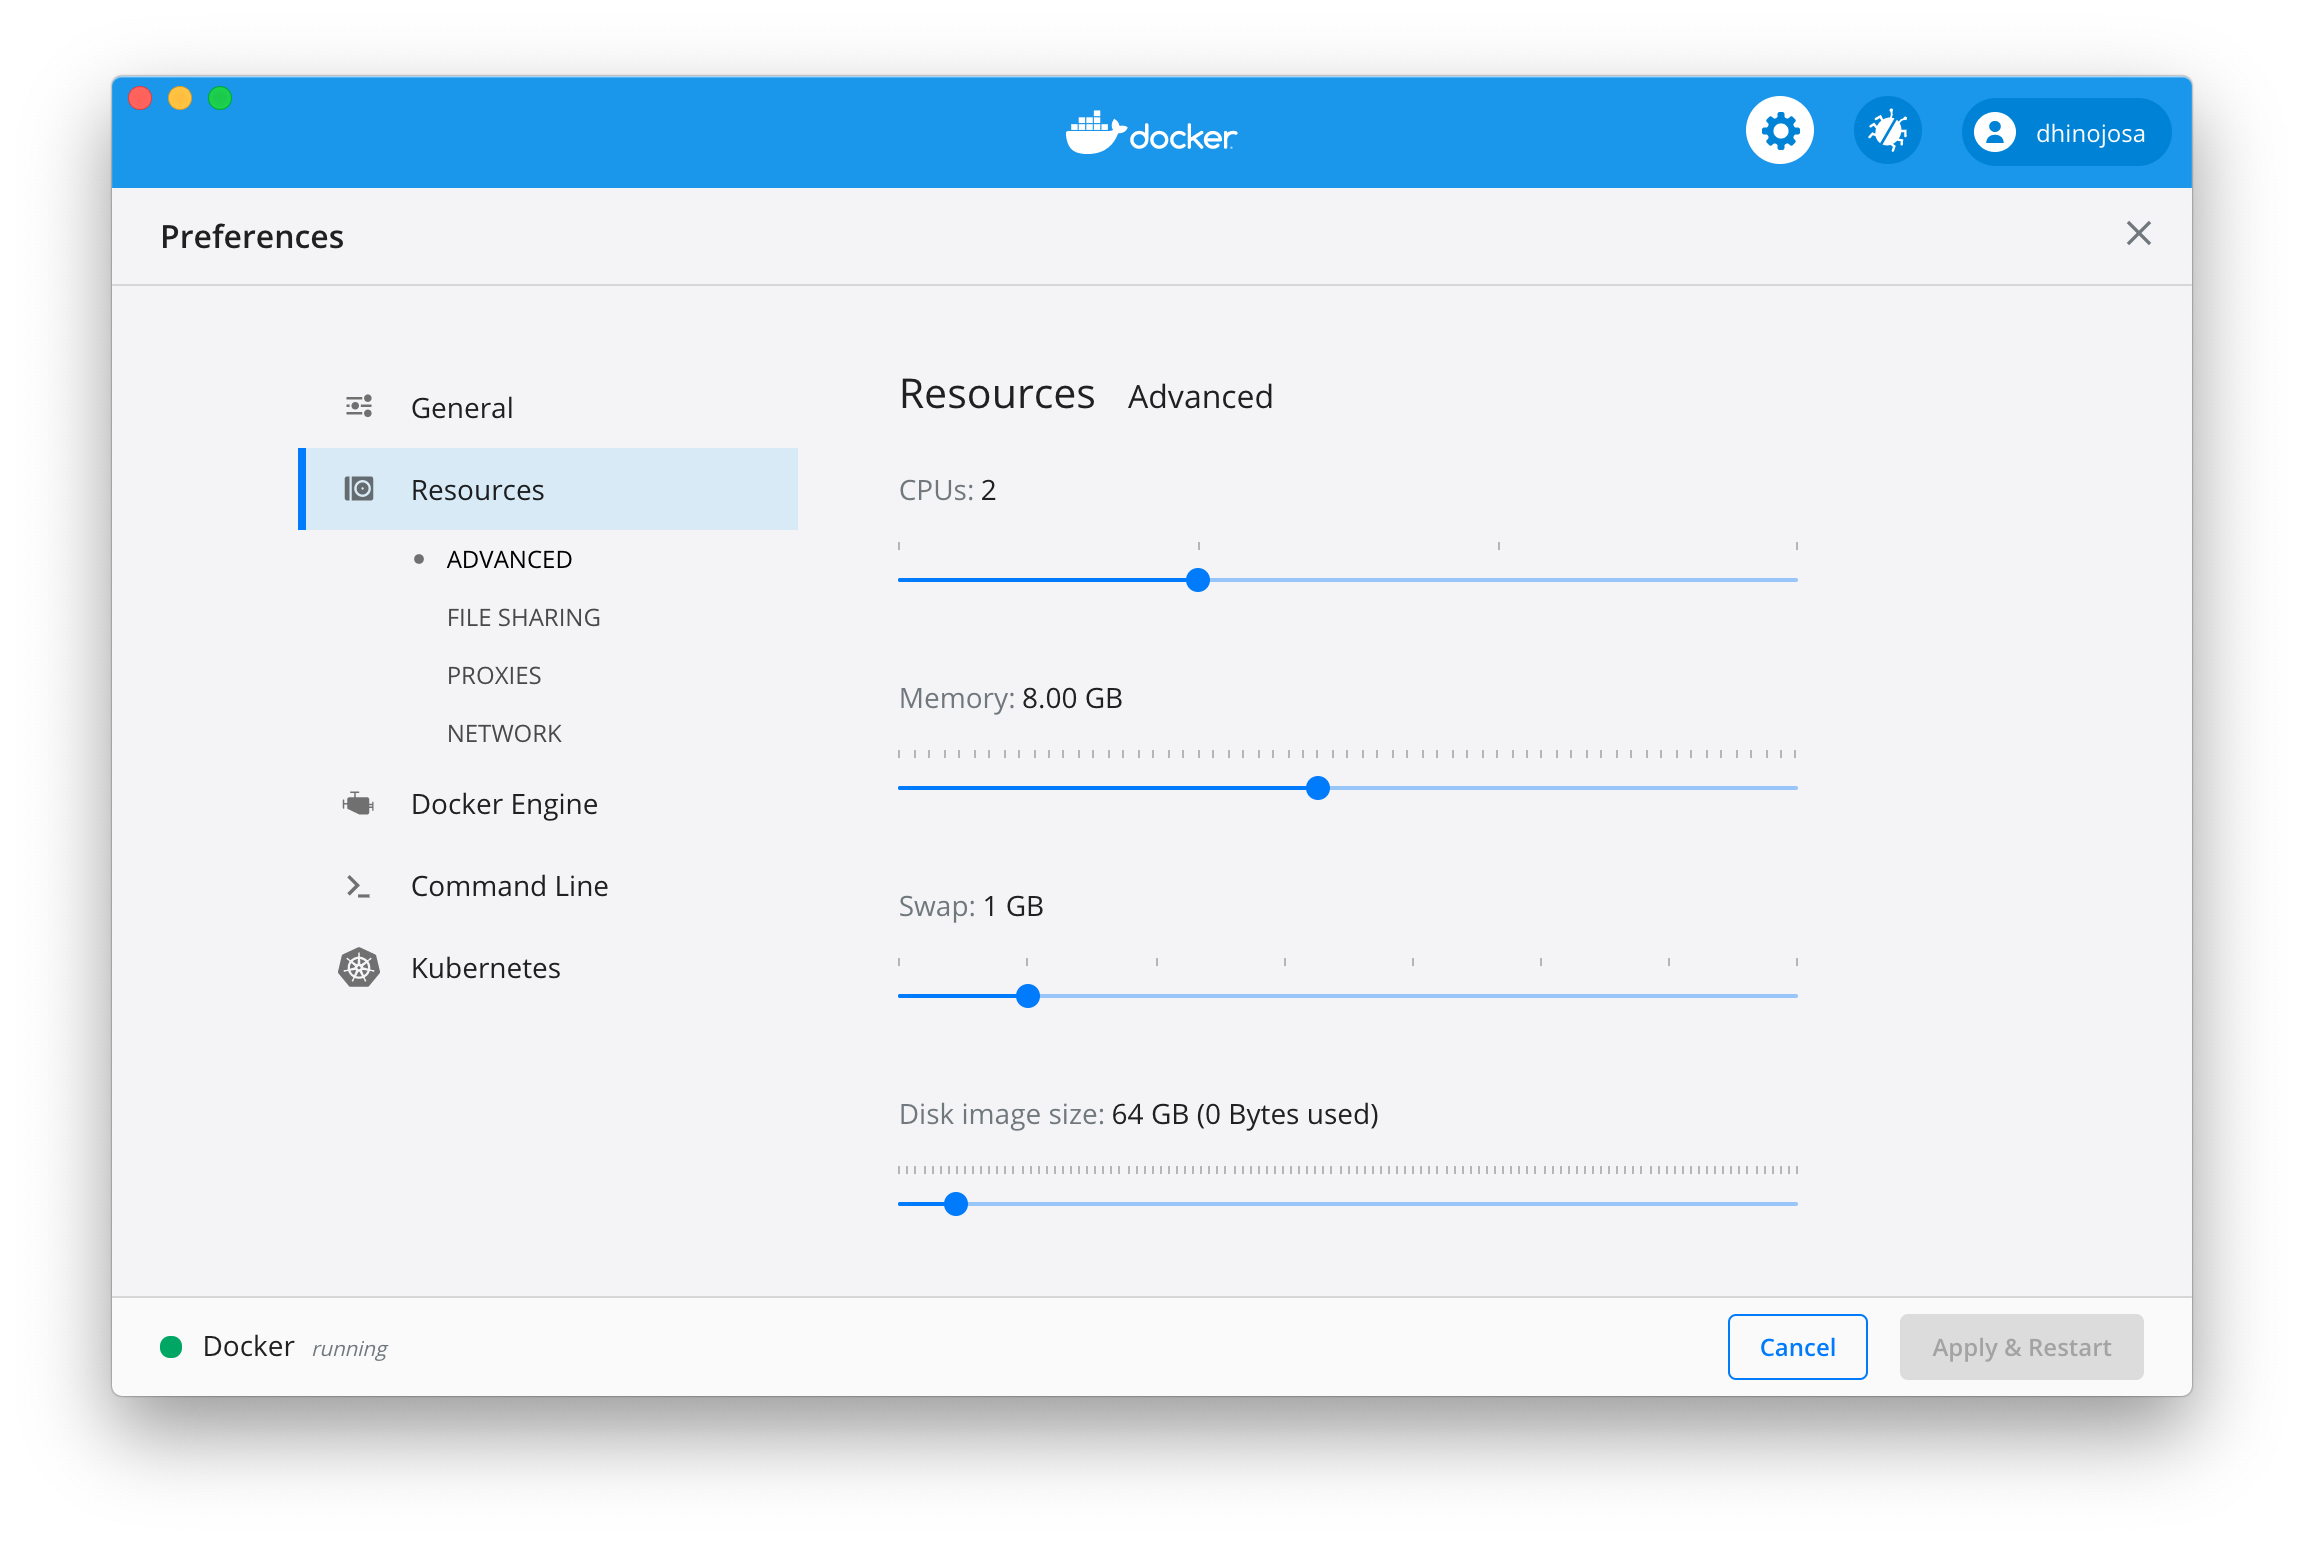 docker
dhinojosa
Preferences
General
Resources
ADVANCED
FILE SHARING
PROXIES
NETWORK
Docker Engine
Command Line
Kubernetes
Resources Advanced
CPUs: 2
Memory: 8.00 GB
Swap: 1 GB
Disk image size: 64 GB (0 Bytes used)
Docker running
Cancel
Apply & Restart